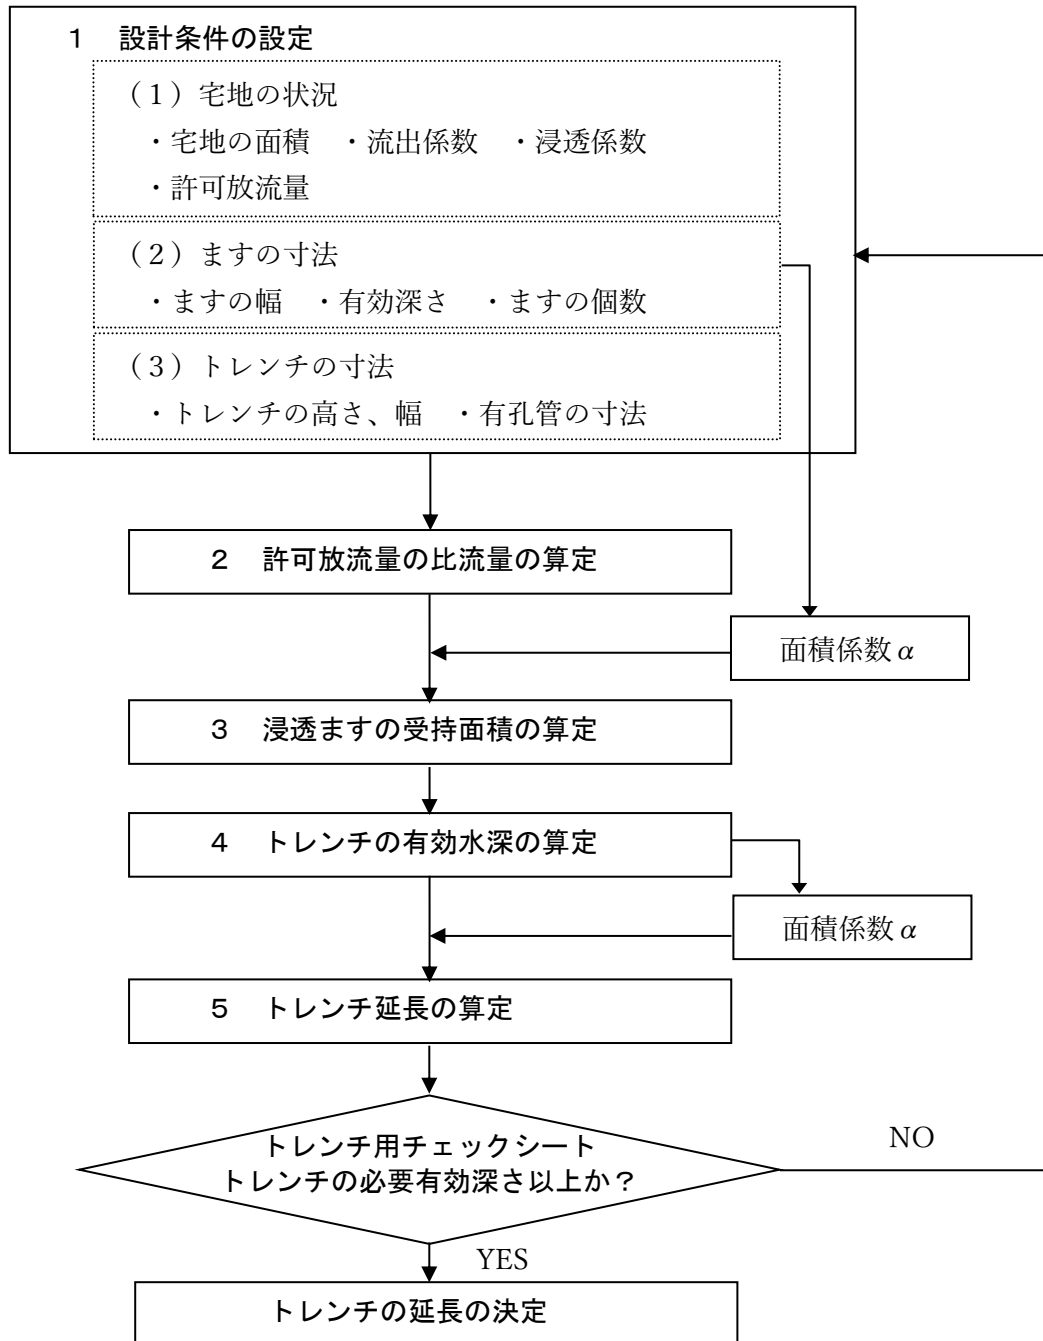 １　設計条件の設定
（１）宅地の状況
・宅地の面積　・流出係数　・浸透係数
・許可放流量
（２）ますの寸法
・ますの幅　・有効深さ　・ますの個数
（３）トレンチの寸法
・トレンチの高さ、幅　・有孔管の寸法
２　許可放流量の比流量の算定
面積係数α
３　浸透ますの受持面積の算定
４　トレンチの有効水深の算定
面積係数α
５　トレンチ延長の算定
トレンチ用チェックシート
トレンチの必要有効深さ以上か？
NO
YES
トレンチの延長の決定